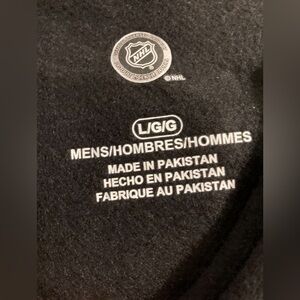 NHL
© NHL
L/G/G
MENS/HOMBRES/HOMMES
MADE IN PAKISTAN
HECHO EN PAKISTAN
FABRIQUE AU PAKISTAN